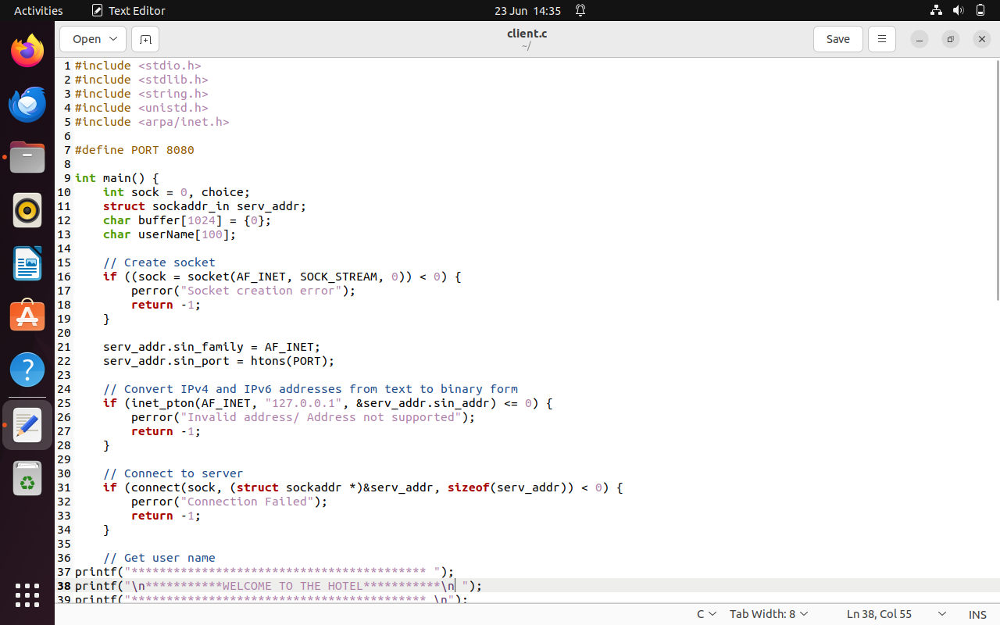 Activities Text Editor 23 Jun 14:35
Open client.c Save
~/
1 #include <stdio.h>
2 #include <stdlib.h>
3 #include <string.h>
4 #include <unistd.h>
5 #include <arpa/inet.h>
6
7 #define PORT 8080
8
9 int main() {
10     int sock = 0, choice;
11     struct sockaddr_in serv_addr;
12     char buffer[1024] = {0};
13     char userName[100];
14
15     // Create socket
16     if ((sock = socket(AF_INET, SOCK_STREAM, 0)) < 0) {
17         perror("Socket creation error");
18         return -1;
19     }
20
21     serv_addr.sin_family = AF_INET;
22     serv_addr.sin_port = htons(PORT);
23
24     // Convert IPv4 and IPv6 addresses from text to binary form
25     if (inet_pton(AF_INET, "127.0.0.1", &serv_addr.sin_addr) <= 0) {
26         perror("Invalid address/ Address not supported");
27         return -1;
28     }
29
30     // Connect to server
31     if (connect(sock, (struct sockaddr *)&serv_addr, sizeof(serv_addr)) < 0) {
32         perror("Connection Failed");
33         return -1;
34     }
35
36     // Get user name
37 printf("****************************************** ");
38 printf("\n***********WELCOME TO THE HOTEL***********\n ");
39 printf("****************************************** \n");
C Tab Width: 8 Ln 38, Col 55 INS